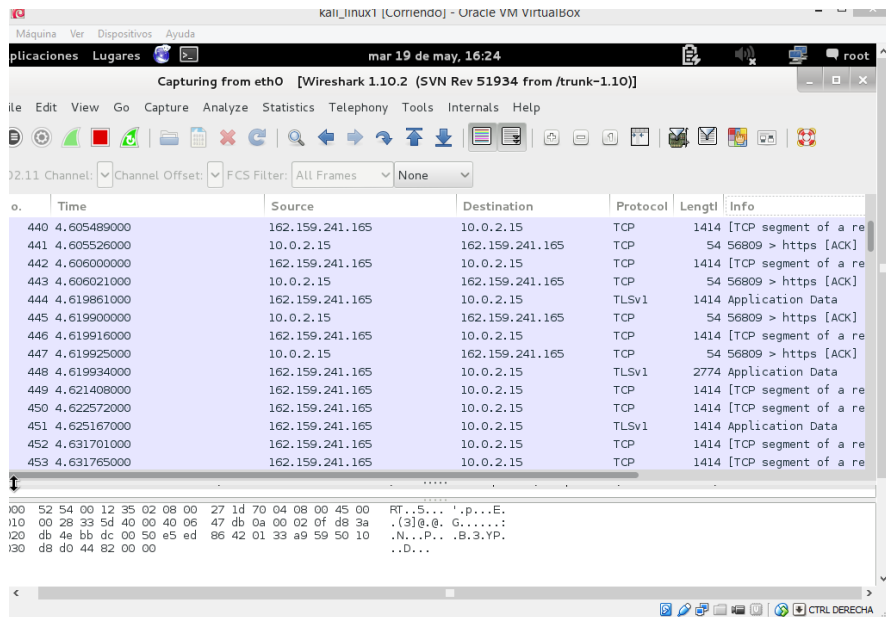 kali_linux1 [Corriendo] - Oracle VM VirtualBox
Máquina Ver Dispositivos Ayuda
plicaciones Lugares mar 19 de may, 16:24 root
Capturing from eth0 [Wireshark 1.10.2 (SVN Rev 51934 from /trunk-1.10)]
ile Edit View Go Capture Analyze Statistics Telephony Tools Internals Help
02.11 Channel: Channel Offset: FCS Filter: All Frames None
o. Time Source Destination Protocol Lengtl Info
440 4.605489000 162.159.241.165 10.0.2.15 TCP 1414 [TCP segment of a re
441 4.605526000 10.0.2.15 162.159.241.165 TCP 54 56809 > https [ACK]
442 4.606000000 162.159.241.165 10.0.2.15 TCP 1414 [TCP segment of a re
443 4.606021000 10.0.2.15 162.159.241.165 TCP 54 56809 > https [ACK]
444 4.619861000 162.159.241.165 10.0.2.15 TLSv1 1414 Application Data
445 4.619900000 10.0.2.15 162.159.241.165 TCP 54 56809 > https [ACK]
446 4.619916000 162.159.241.165 10.0.2.15 TCP 1414 [TCP segment of a re
447 4.619925000 10.0.2.15 162.159.241.165 TCP 54 56809 > https [ACK]
448 4.619934000 162.159.241.165 10.0.2.15 TLSv1 2774 Application Data
449 4.621408000 162.159.241.165 10.0.2.15 TCP 1414 [TCP segment of a re
450 4.622572000 162.159.241.165 10.0.2.15 TCP 1414 [TCP segment of a re
451 4.625167000 162.159.241.165 10.0.2.15 TLSv1 1414 Application Data
452 4.631701000 162.159.241.165 10.0.2.15 TCP 1414 [TCP segment of a re
453 4.631765000 162.159.241.165 10.0.2.15 TCP 1414 [TCP segment of a re
000 52 54 00 12 35 02 08 00 27 1d 70 04 08 00 45 00 RT..5... '.p...E.
010 00 28 33 5d 40 00 40 06 47 db 0a 00 02 0f d8 3a .(3]@.@. G......:
020 db 4e bb dc 00 50 e5 ed 86 42 01 33 a9 59 50 10 .N...P.. .B.3.YP.
030 d8 d0 44 82 00 00 ..D...
CTRL DERECHA